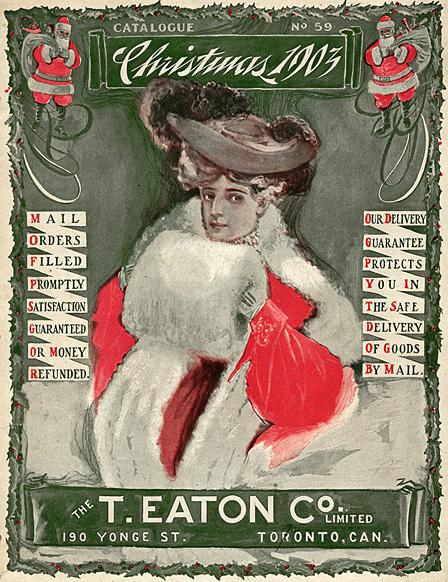 CATALOGUE No 59
Christmas 1903
MAIL
ORDERS
FILLED
PROMPTLY
SATISFACTION
GUARANTEED
OR MONEY
REFUNDED.
OUR DELIVERY
GUARANTEE
PROTECTS
YOU IN
THE SAFE
DELIVERY
OF GOODS
BY MAIL.
THE T. EATON Co. LIMITED
190 YONGE ST. TORONTO, CAN.